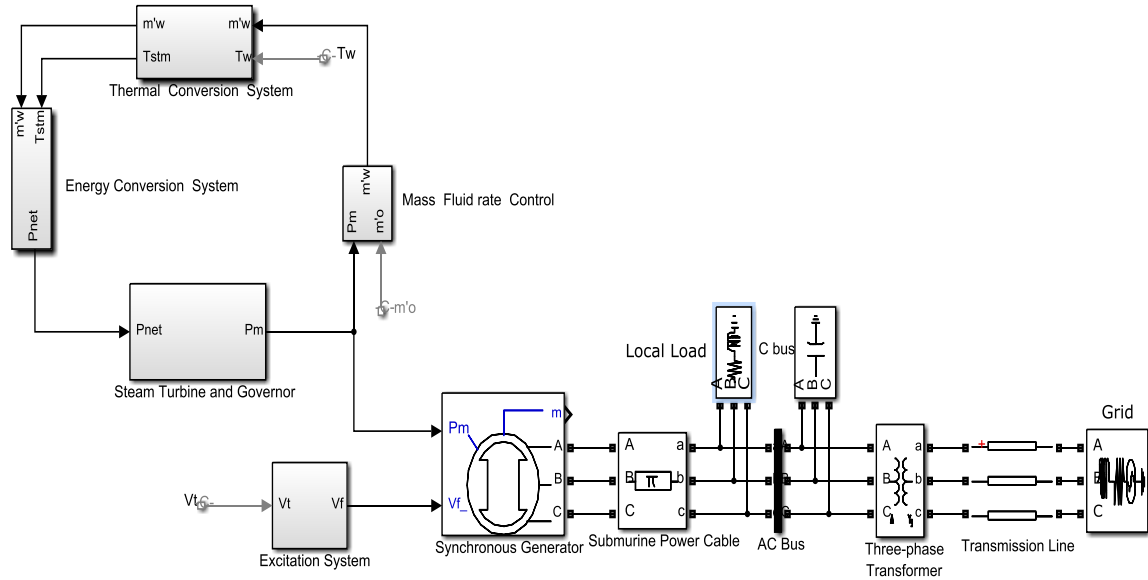 m'w
m'w
Tstm
Tw
-C-
Tw
Thermal Conversion System
m'w
Tstm
Pnet
Energy Conversion System
m'w
Pm
m'o
Mass Fluid rate Control
-C-
m'o
Pnet
Pm
Steam Turbine and Governor
Local Load
A
B
C
C bus
A
B
C
Pm
m
A
B
C
Vf_
Synchronous Generator
A
B
C
π
a
b
c
Submurine Power Cable
A
AC Bus
A
B
C
a
b
c
Three-phase
Transformer
+
Transmission Line
Grid
A
B
C
Vt
-C-
Vt
Vf
Excitation System